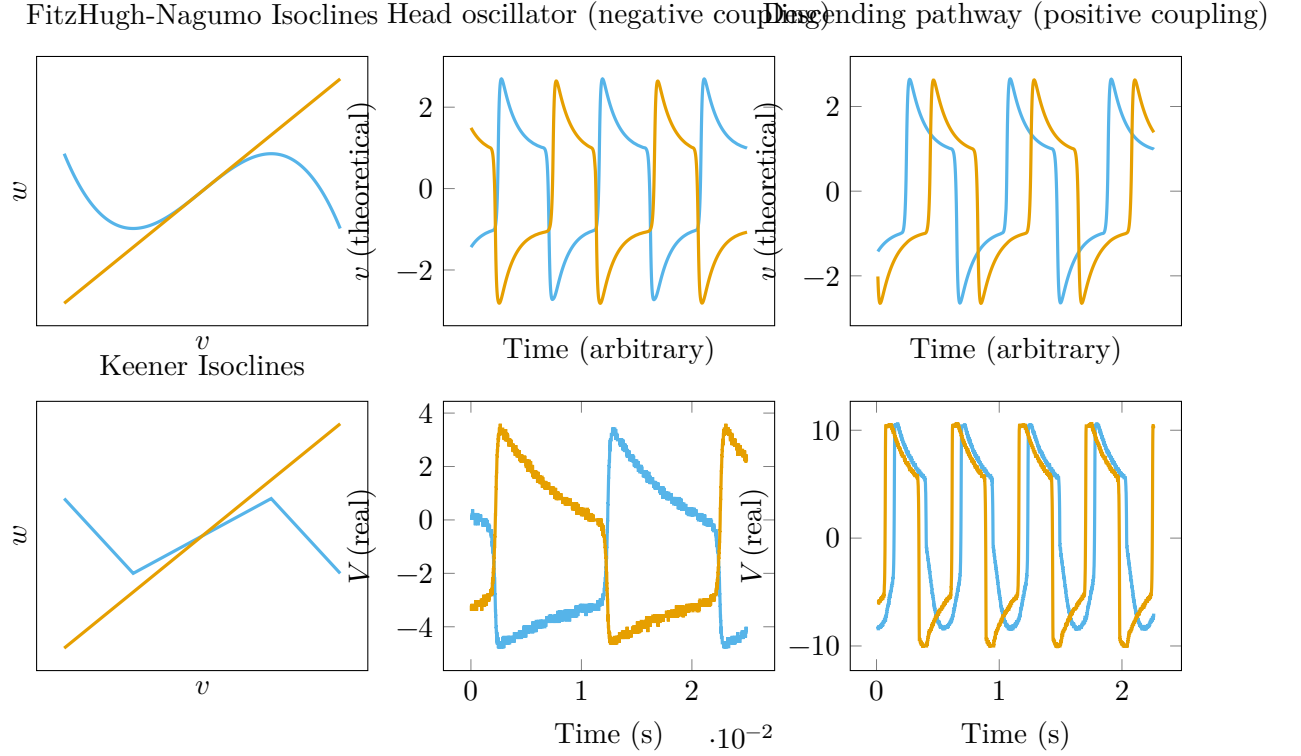 FitzHugh-Nagumo Isoclines
w
v
Head oscillator (negative coupling)
v (theoretical)
2
0
−2
Time (arbitrary)
Descending pathway (positive coupling)
v (theoretical)
2
0
−2
Time (arbitrary)
Keener Isoclines
w
v
V (real)
4
2
0
−2
−4
0 1 2
Time (s) ·10−2
V (real)
10
0
−10
0 1 2
Time (s)